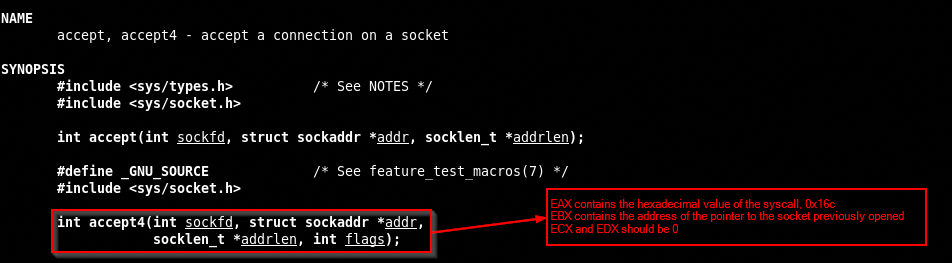 NAME
accept, accept4 - accept a connection on a socket
SYNOPSIS
#include <sys/types.h> /* See NOTES */
#include <sys/socket.h>
int accept(int sockfd, struct sockaddr *addr, socklen_t *addrlen);
#define _GNU_SOURCE /* See feature_test_macros(7) */
#include <sys/socket.h>
int accept4(int sockfd, struct sockaddr *addr,
socklen_t *addrlen, int flags);
EAX contains the hexadecimal value of the syscall, 0x16c.
EBX contains the address of the pointer to the socket previously opened
ECX and EDX should be 0